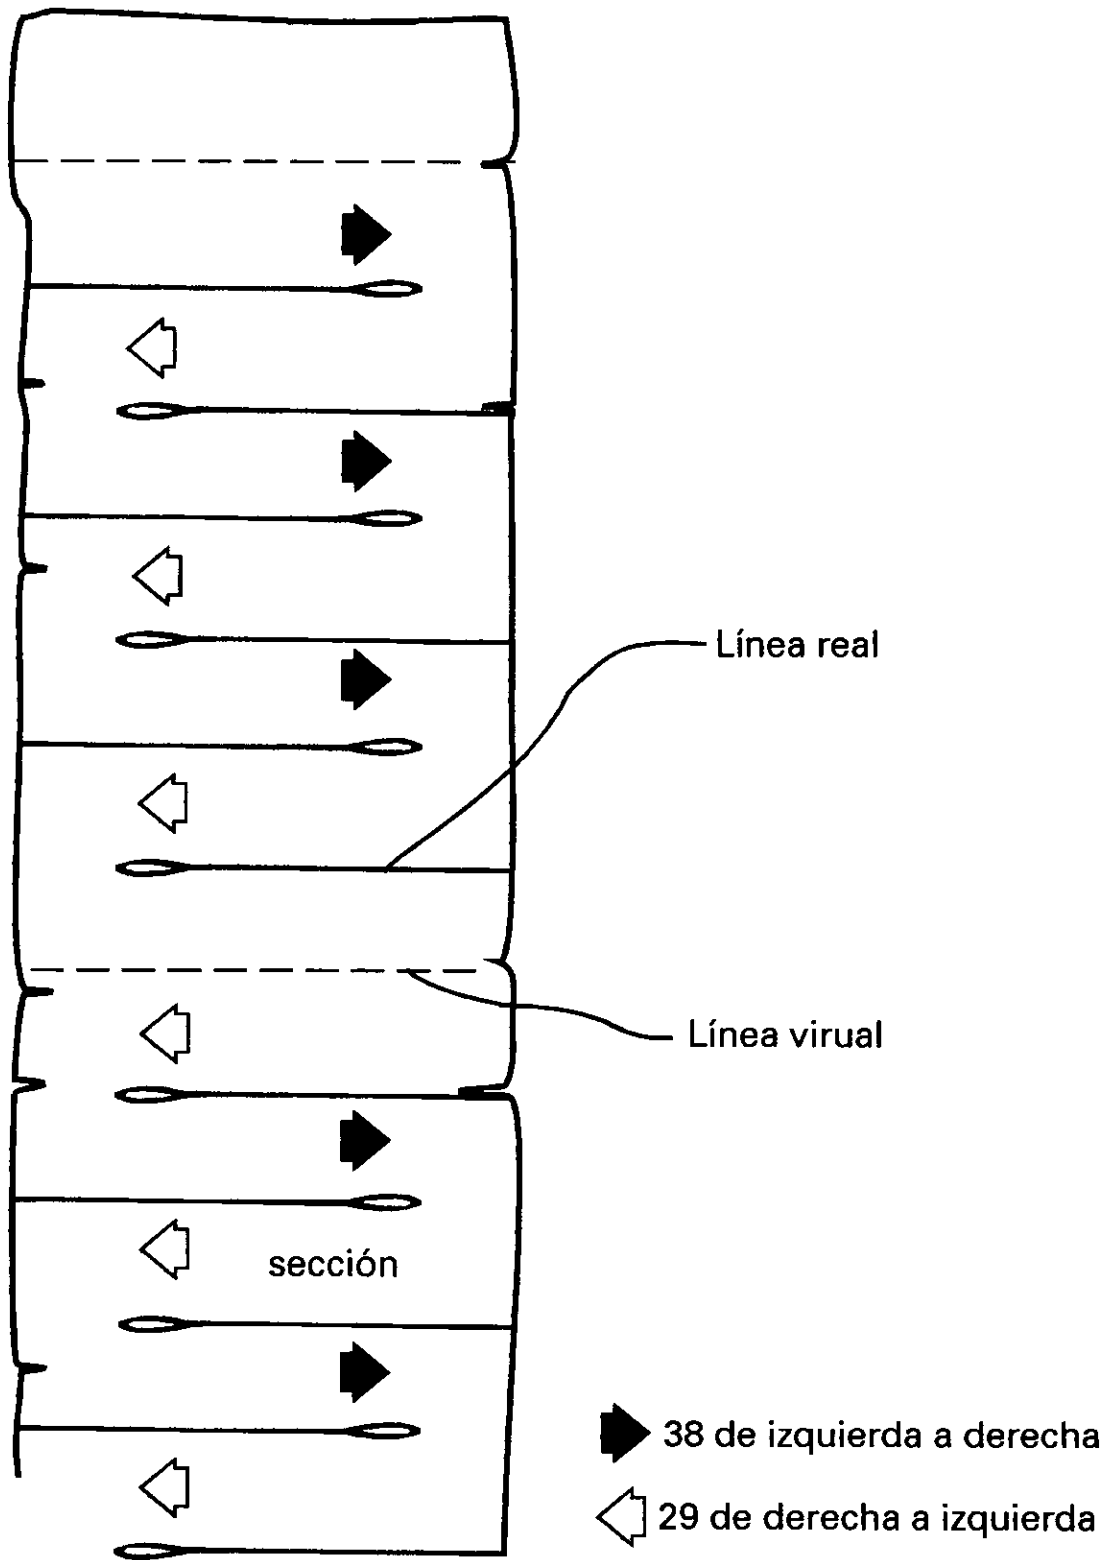 Línea real
Línea virual
sección
38 de izquierda a derecha
29 de derecha a izquierda